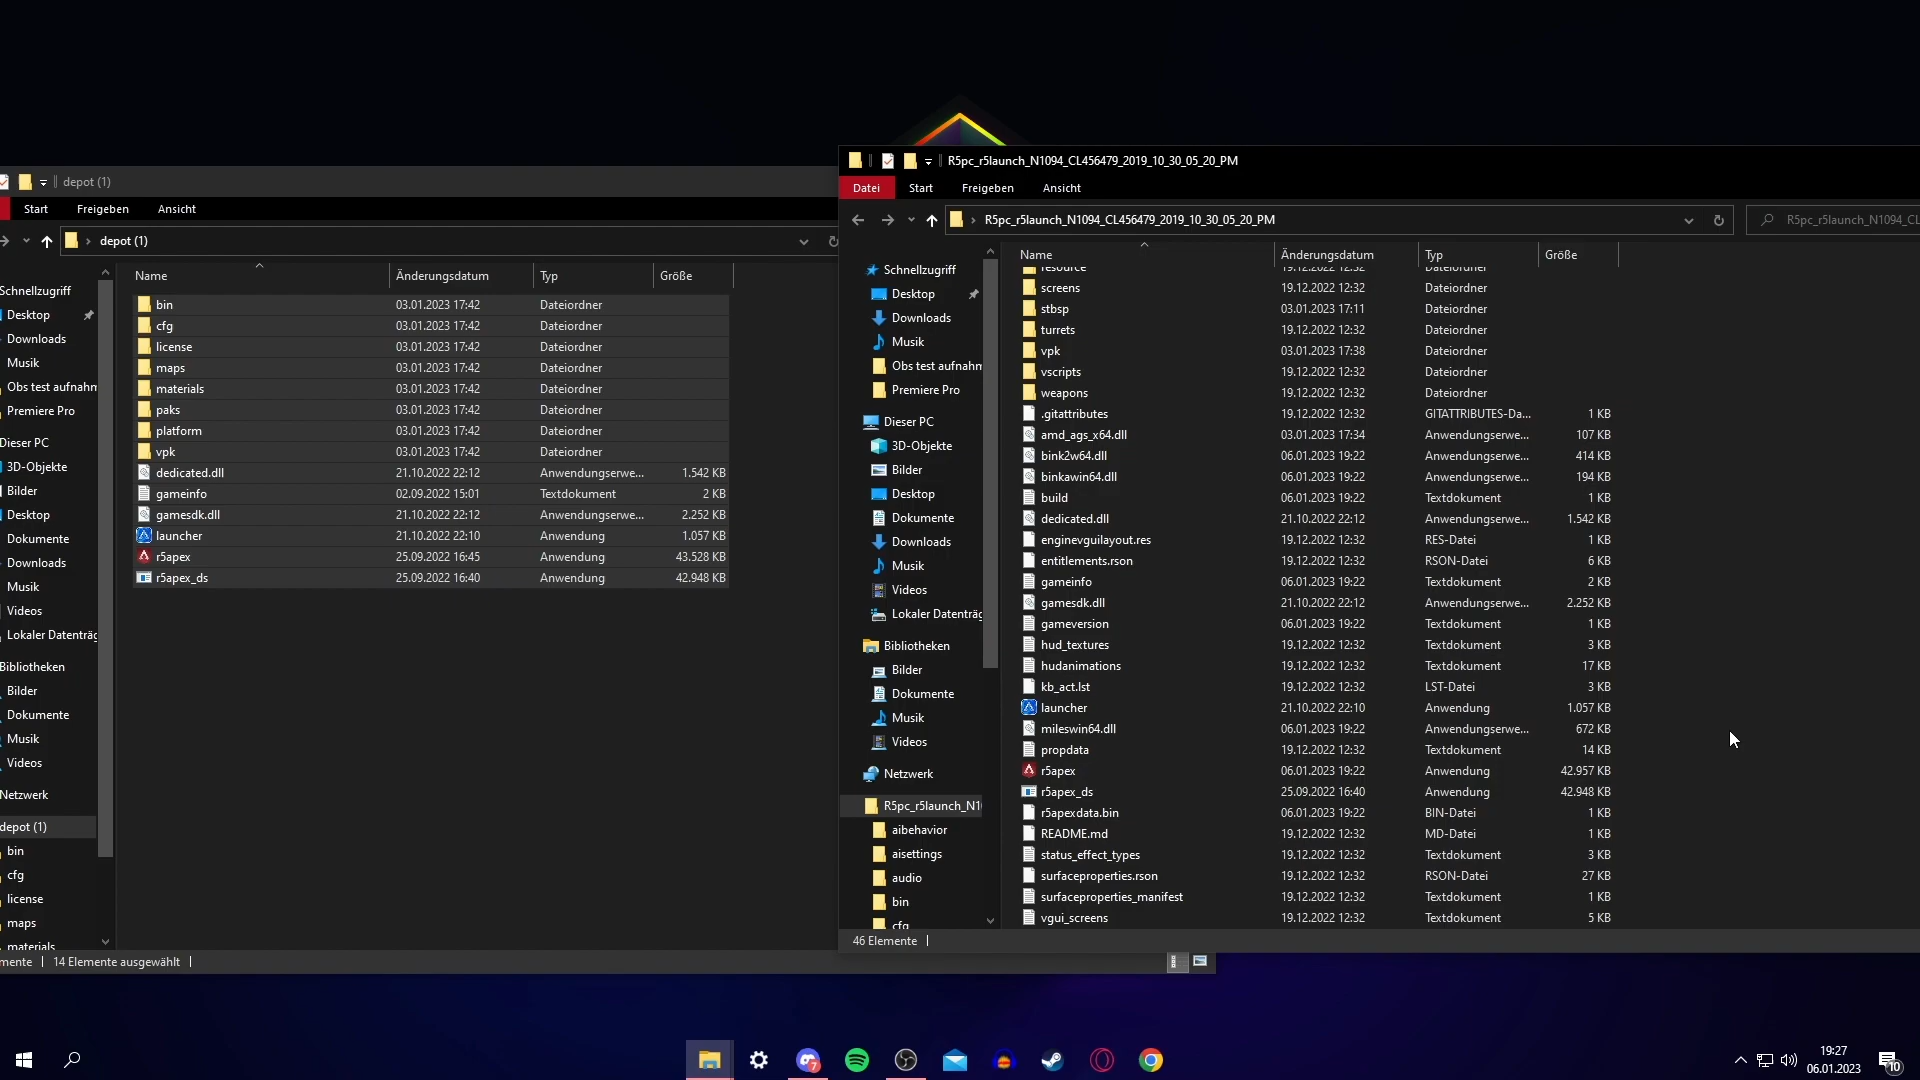 depot (1)
Start Freigeben Ansicht
depot (1)
Schnellzugriff
Desktop
Downloads
Musik
Obs test aufnahm
Premiere Pro
Dieser PC
3D-Objekte
Bilder
Desktop
Dokumente
Downloads
Musik
Videos
Lokaler Datenträg
Bibliotheken
Bilder
Dokumente
Musik
Videos
Netzwerk
depot (1)
bin
cfg
license
maps
materials
Name Änderungsdatum Typ Größe
bin 03.01.2023 17:42 Dateiordner
cfg 03.01.2023 17:42 Dateiordner
license 03.01.2023 17:42 Dateiordner
maps 03.01.2023 17:42 Dateiordner
materials 03.01.2023 17:42 Dateiordner
paks 03.01.2023 17:42 Dateiordner
platform 03.01.2023 17:42 Dateiordner
vpk 03.01.2023 17:42 Dateiordner
dedicated.dll 21.10.2022 22:12 Anwendungserwe... 1.542 KB
gameinfo 02.09.2022 15:01 Textdokument 2 KB
gamesdk.dll 21.10.2022 22:12 Anwendungserwe... 2.252 KB
launcher 21.10.2022 22:10 Anwendung 1.057 KB
r5apex 25.09.2022 16:45 Anwendung 43.528 KB
r5apex_ds 25.09.2022 16:40 Anwendung 42.948 KB
mente | 14 Elemente ausgewählt |
R5pc_r5launch_N1094_CL456479_2019_10_30_05_20_PM
Datei Start Freigeben Ansicht
R5pc_r5launch_N1094_CL456479_2019_10_30_05_20_PM R5pc_r5launch_N1094_CL
Schnellzugriff
Desktop
Downloads
Musik
Obs test aufnahm
Premiere Pro
Dieser PC
3D-Objekte
Bilder
Desktop
Dokumente
Downloads
Musik
Videos
Lokaler Datenträg
Bibliotheken
Bilder
Dokumente
Musik
Videos
Netzwerk
R5pc_r5launch_N1
aibehavior
aisettings
audio
bin
cfg
Name Änderungsdatum Typ Größe
resource 19.12.2022 12:32 Dateiordner
screens 19.12.2022 12:32 Dateiordner
stbsp 03.01.2023 17:11 Dateiordner
turrets 19.12.2022 12:32 Dateiordner
vpk 03.01.2023 17:38 Dateiordner
vscripts 19.12.2022 12:32 Dateiordner
weapons 19.12.2022 12:32 Dateiordner
.gitattributes 19.12.2022 12:32 GITATTRIBUTES-Da... 1 KB
amd_ags_x64.dll 03.01.2023 17:34 Anwendungserwe... 107 KB
bink2w64.dll 06.01.2023 19:22 Anwendungserwe... 414 KB
binkawin64.dll 06.01.2023 19:22 Anwendungserwe... 194 KB
build 06.01.2023 19:22 Textdokument 1 KB
dedicated.dll 21.10.2022 22:12 Anwendungserwe... 1.542 KB
enginevguilayout.res 19.12.2022 12:32 RES-Datei 1 KB
entitlements.rson 19.12.2022 12:32 RSON-Datei 6 KB
gameinfo 06.01.2023 19:22 Textdokument 2 KB
gamesdk.dll 21.10.2022 22:12 Anwendungserwe... 2.252 KB
gameversion 06.01.2023 19:22 Textdokument 1 KB
hud_textures 19.12.2022 12:32 Textdokument 3 KB
hudanimations 19.12.2022 12:32 Textdokument 17 KB
kb_act.lst 19.12.2022 12:32 LST-Datei 3 KB
launcher 21.10.2022 22:10 Anwendung 1.057 KB
mileswin64.dll 06.01.2023 19:22 Anwendungserwe... 672 KB
propdata 19.12.2022 12:32 Textdokument 14 KB
r5apex 06.01.2023 19:22 Anwendung 42.957 KB
r5apex_ds 25.09.2022 16:40 Anwendung 42.948 KB
r5apexdata.bin 06.01.2023 19:22 BIN-Datei 1 KB
README.md 19.12.2022 12:32 MD-Datei 1 KB
status_effect_types 19.12.2022 12:32 Textdokument 3 KB
surfaceproperties.rson 19.12.2022 12:32 RSON-Datei 27 KB
surfaceproperties_manifest 19.12.2022 12:32 Textdokument 1 KB
vgui_screens 19.12.2022 12:32 Textdokument 5 KB
46 Elemente |
7
19:27
06.01.2023
10